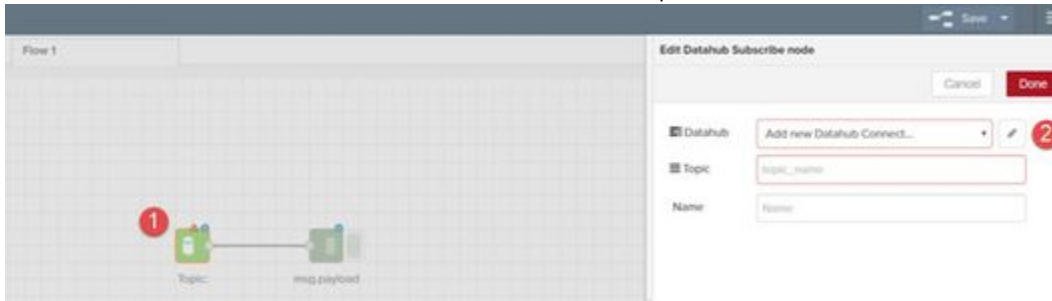 Save
Flow 1
Edit Datahub Subscribe node
Cancel
Done
Datahub
Add new Datahub Connect...
2
Topic
topic_name
Name
Name
1
Topic:
msg.payload